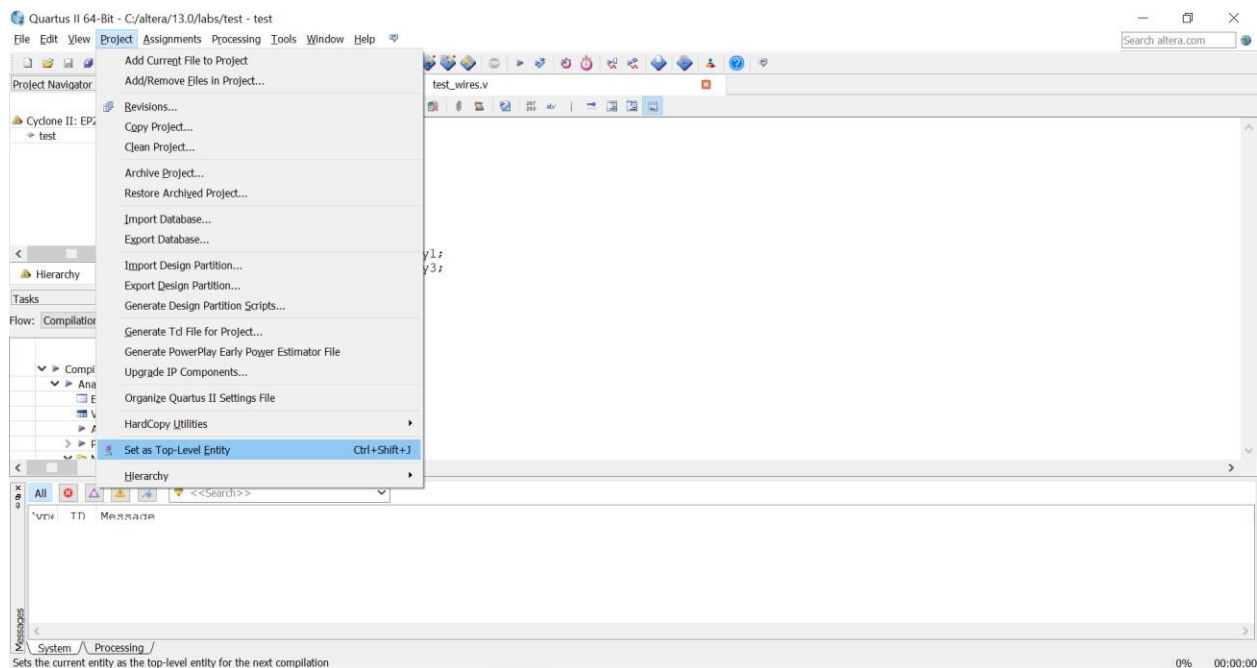 Quartus II 64-Bit - C:/altera/13.0/labs/test - test
File Edit View Project Assignments Processing Tools Window Help
Search altera.com
Add Current File to Project
Project Navigator
Add/Remove Files in Project...
test_wires.v
Revisions...
Cyclone II: EP2
Copy Project...
test
Clean Project...
Archive Project...
Restore Archived Project...
Import Database...
Export Database...
y1;
Import Design Partition...
y3;
Hierarchy
Export Design Partition...
Tasks
Generate Design Partition Scripts...
Flow: Compilation
Generate Tcl File for Project...
Generate PowerPlay Early Power Estimator File
Compi
Upgrade IP Components...
Ana
Organize Quartus II Settings File
HardCopy Utilities
Set as Top-Level Entity Ctrl+Shift+J
Hierarchy
All <<Search>>
Type ID Message
Messages
System Processing
Sets the current entity as the top-level entity for the next compilation
0% 00:00:00